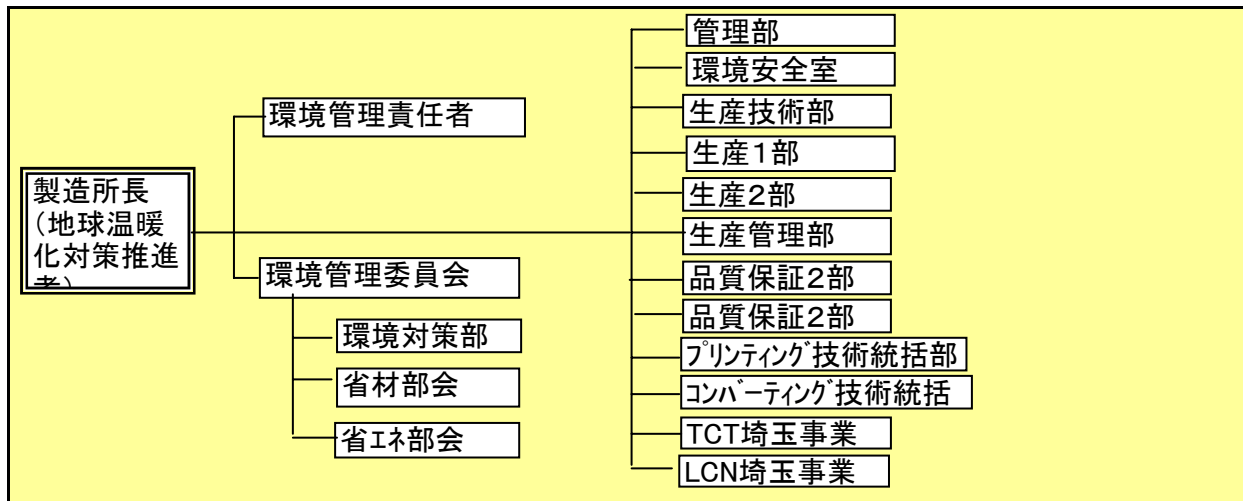 製造所長
(地球温暖
化対策推進
者)
環境管理責任者
環境管理委員会
環境対策部
省材部会
省ｴﾈ部会
管理部
環境安全室
生産技術部
生産1部
生産2部
生産管理部
品質保証2部
品質保証2部
ﾌﾟﾘﾝﾃｨﾝｸﾞ技術統括部
ｺﾝﾊﾞｰﾃｨﾝｸﾞ技術統括
TCT埼玉事業
LCN埼玉事業